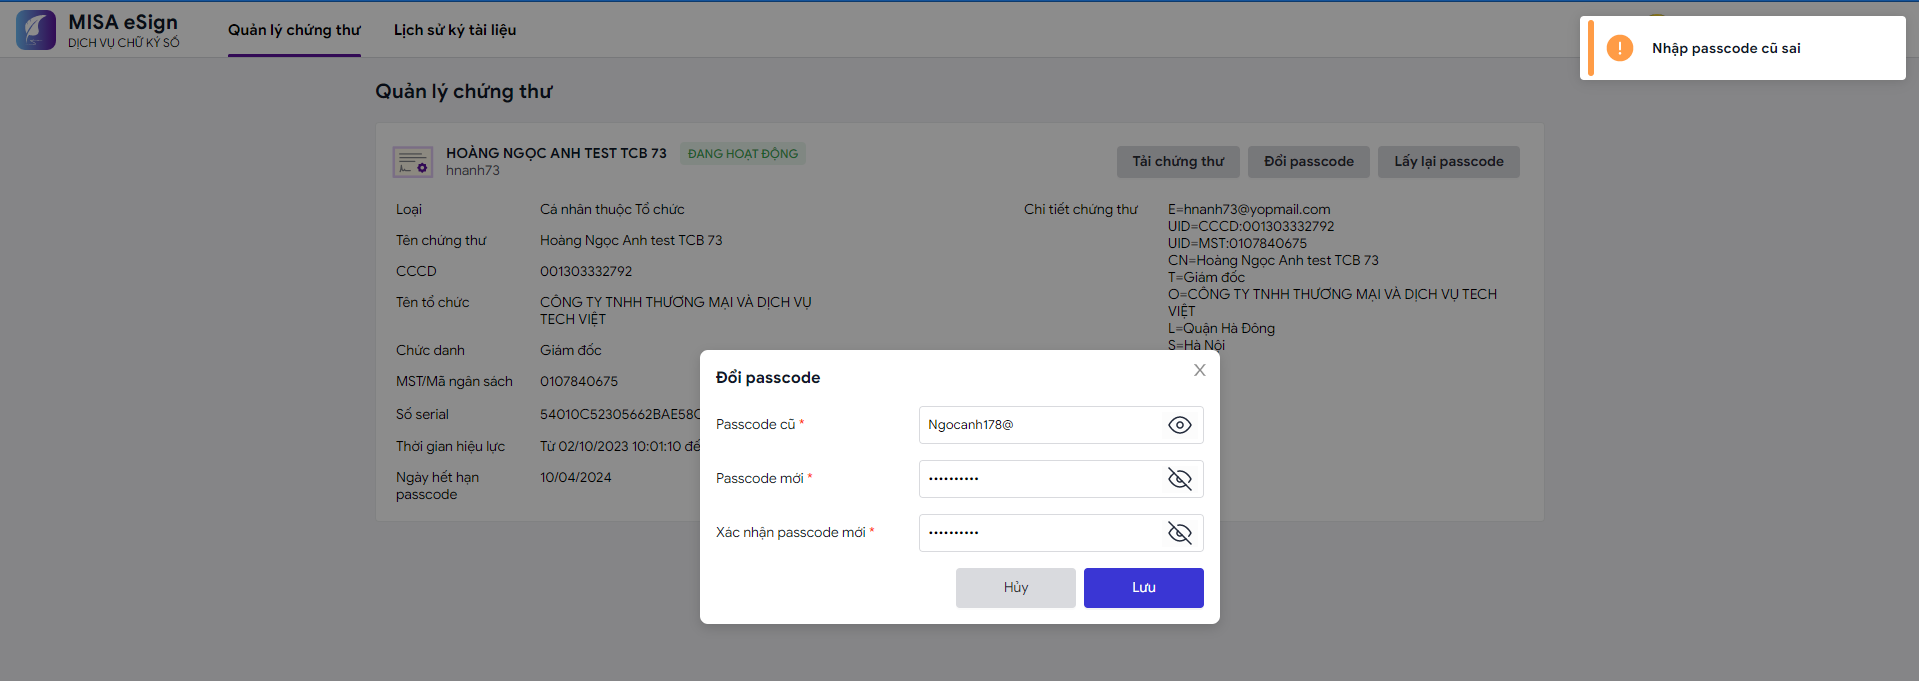 MISA eSign
DỊCH VỤ CHỮ KÝ SỐ
Quản lý chứng thư
Lịch sử ký tài liệu
Nhập passcode cũ sai
Quản lý chứng thư
HOÀNG NGỌC ANH TEST TCB 73
ĐANG HOẠT ĐỘNG
hnanh73
Tải chứng thư
Đổi passcode
Lấy lại passcode
Loại
Cá nhân thuộc Tổ chức
Tên chứng thư
Hoàng Ngọc Anh test TCB 73
CCCD
001303332792
Tên tổ chức
CÔNG TY TNHH THƯƠNG MẠI VÀ DỊCH VỤ
TECH VIỆT
Chức danh
Giám đốc
MST/Mã ngân sách
0107840675
Số serial
54010C52305662BAE58C
Thời gian hiệu lực
Từ 02/10/2023 10:01:10 đế
Ngày hết hạn
passcode
10/04/2024
Chi tiết chứng thư
E=hnanh73@yopmail.com
UID=CCCD:001303332792
UID=MST:0107840675
CN=Hoàng Ngọc Anh test TCB 73
T=Giám đốc
O=CÔNG TY TNHH THƯƠNG MẠI VÀ DỊCH VỤ TECH
VIỆT
L=Quận Hà Đông
S=Hà Nội
Đổi passcode
Passcode cũ *
Ngocanh178@
Passcode mới *
••••••••••
Xác nhận passcode mới *
••••••••••
Hủy
Lưu